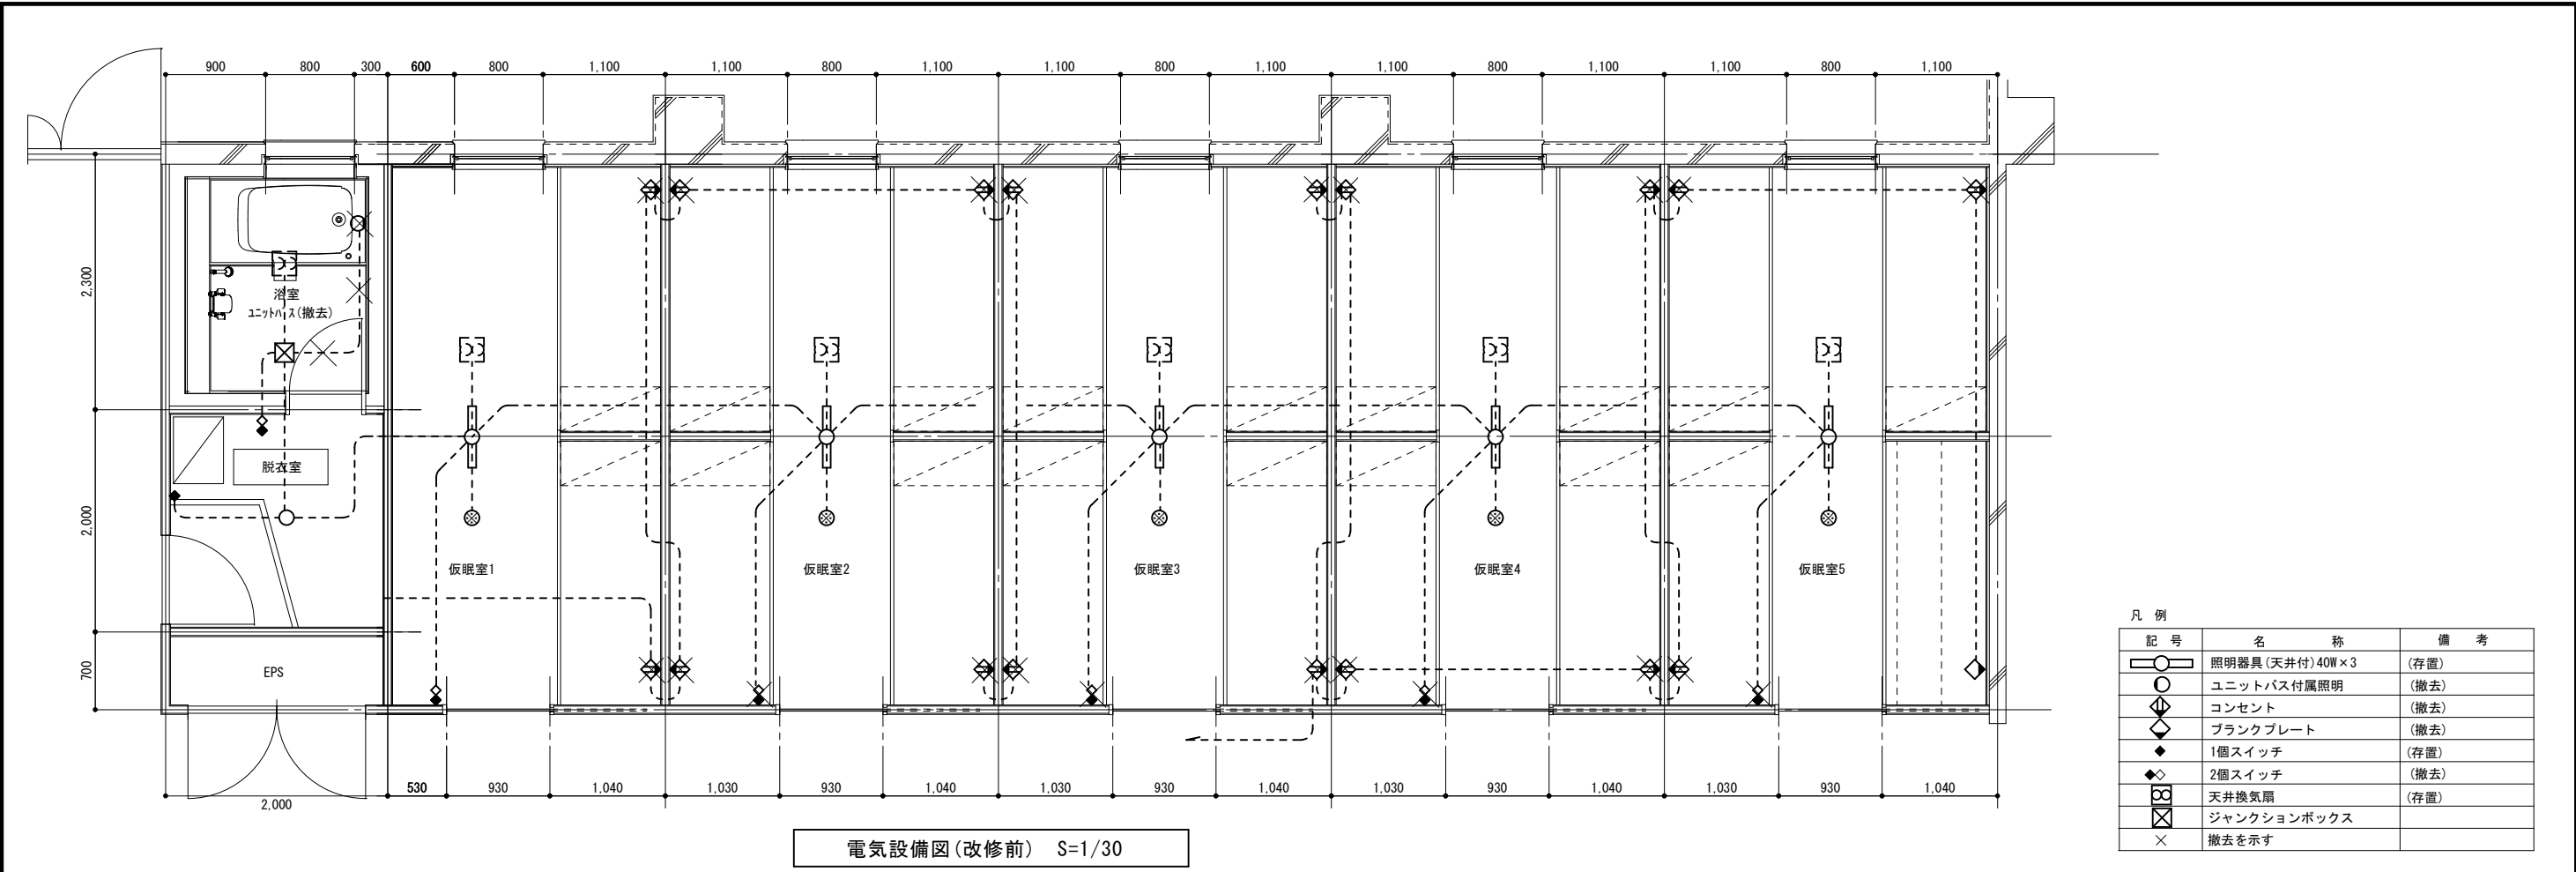 900 800 300 600 800 1,100 1,100 800 1,100 1,100 800 1,100 1,100 800 1,100 1,100 800 1,100
2,300
浴室
ユニットバス(撤去)
脱衣室
2,000
仮眠室1 仮眠室2 仮眠室3 仮眠室4 仮眠室5
700
EPS
530 930 1,040 1,030 930 1,040 1,030 930 1,040 1,030 930 1,040 1,030 930 1,040
2,000
電気設備図(改修前) S=1/30
凡 例
記 号 名 称 備 考
照明器具(天井付)40W×3 (存置)
ユニットバス付属照明 (撤去)
コンセント (撤去)
ブランクプレート (撤去)
1個スイッチ (存置)
2個スイッチ (撤去)
天井換気扇 (存置)
ジャンクションボックス
撤去を示す